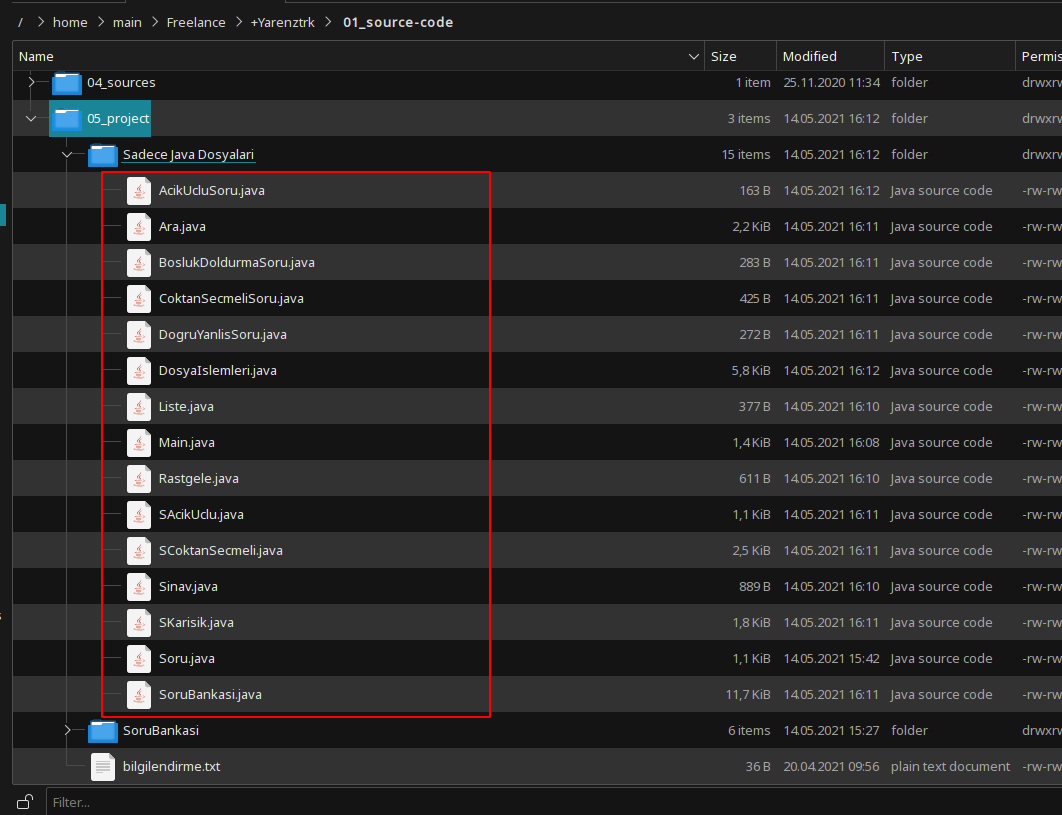 / > home > main > Freelance > +Yarenztrk > 01_source-code
Name Size Modified Type Permis
04_sources 1 item 25.11.2020 11:34 folder drwxrw
05_project 3 items 14.05.2021 16:12 folder drwxrw
Sadece Java Dosyalari 15 items 14.05.2021 16:12 folder drwxrw
AcikUcluSoru.java 163 B 14.05.2021 16:12 Java source code -rw-rw
Ara.java 2,2 KiB 14.05.2021 16:11 Java source code -rw-rw
BoslukDoldurmaSoru.java 283 B 14.05.2021 16:11 Java source code -rw-rw
CoktanSecmeliSoru.java 425 B 14.05.2021 16:11 Java source code -rw-rw
DogruYanlisSoru.java 272 B 14.05.2021 16:11 Java source code -rw-rw
DosyaIslemleri.java 5,8 KiB 14.05.2021 16:12 Java source code -rw-rw
Liste.java 377 B 14.05.2021 16:10 Java source code -rw-rw
Main.java 1,4 KiB 14.05.2021 16:08 Java source code -rw-rw
Rastgele.java 611 B 14.05.2021 16:10 Java source code -rw-rw
SAcikUclu.java 1,1 KiB 14.05.2021 16:11 Java source code -rw-rw
SCoktanSecmeli.java 2,5 KiB 14.05.2021 16:11 Java source code -rw-rw
Sinav.java 889 B 14.05.2021 16:10 Java source code -rw-rw
SKarisik.java 1,8 KiB 14.05.2021 16:11 Java source code -rw-rw
Soru.java 1,1 KiB 14.05.2021 15:42 Java source code -rw-rw
SoruBankasi.java 11,7 KiB 14.05.2021 16:11 Java source code -rw-rw
SoruBankasi 6 items 14.05.2021 15:27 folder drwxrw
bilgilendirme.txt 36 B 20.04.2021 09:56 plain text document -rw-rw
Filter...